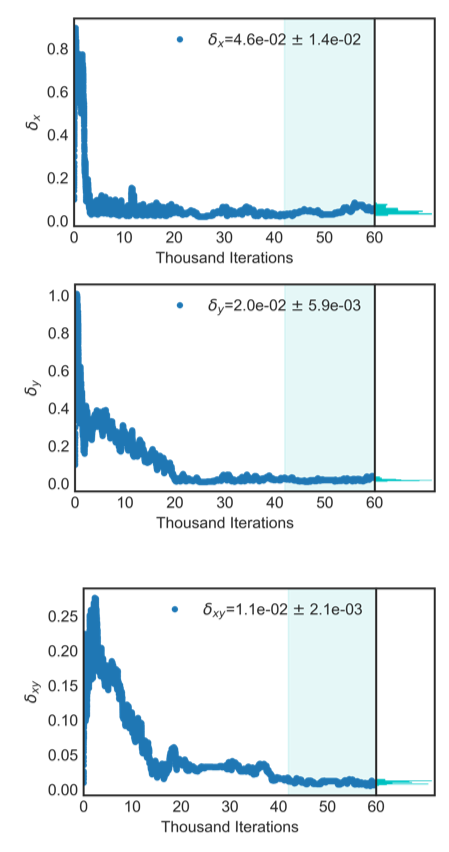 δx=4.6e-02 ± 1.4e-02
0.8
0.6
0.4
0.2
0.0
δx
0 10 20 30 40 50 60
Thousand Iterations
δy=2.0e-02 ± 5.9e-03
1.0
0.8
0.6
0.4
0.2
0.0
δy
0 10 20 30 40 50 60
Thousand Iterations
δxy=1.1e-02 ± 2.1e-03
0.25
0.20
0.15
0.10
0.05
0.00
δxy
0 10 20 30 40 50 60
Thousand Iterations